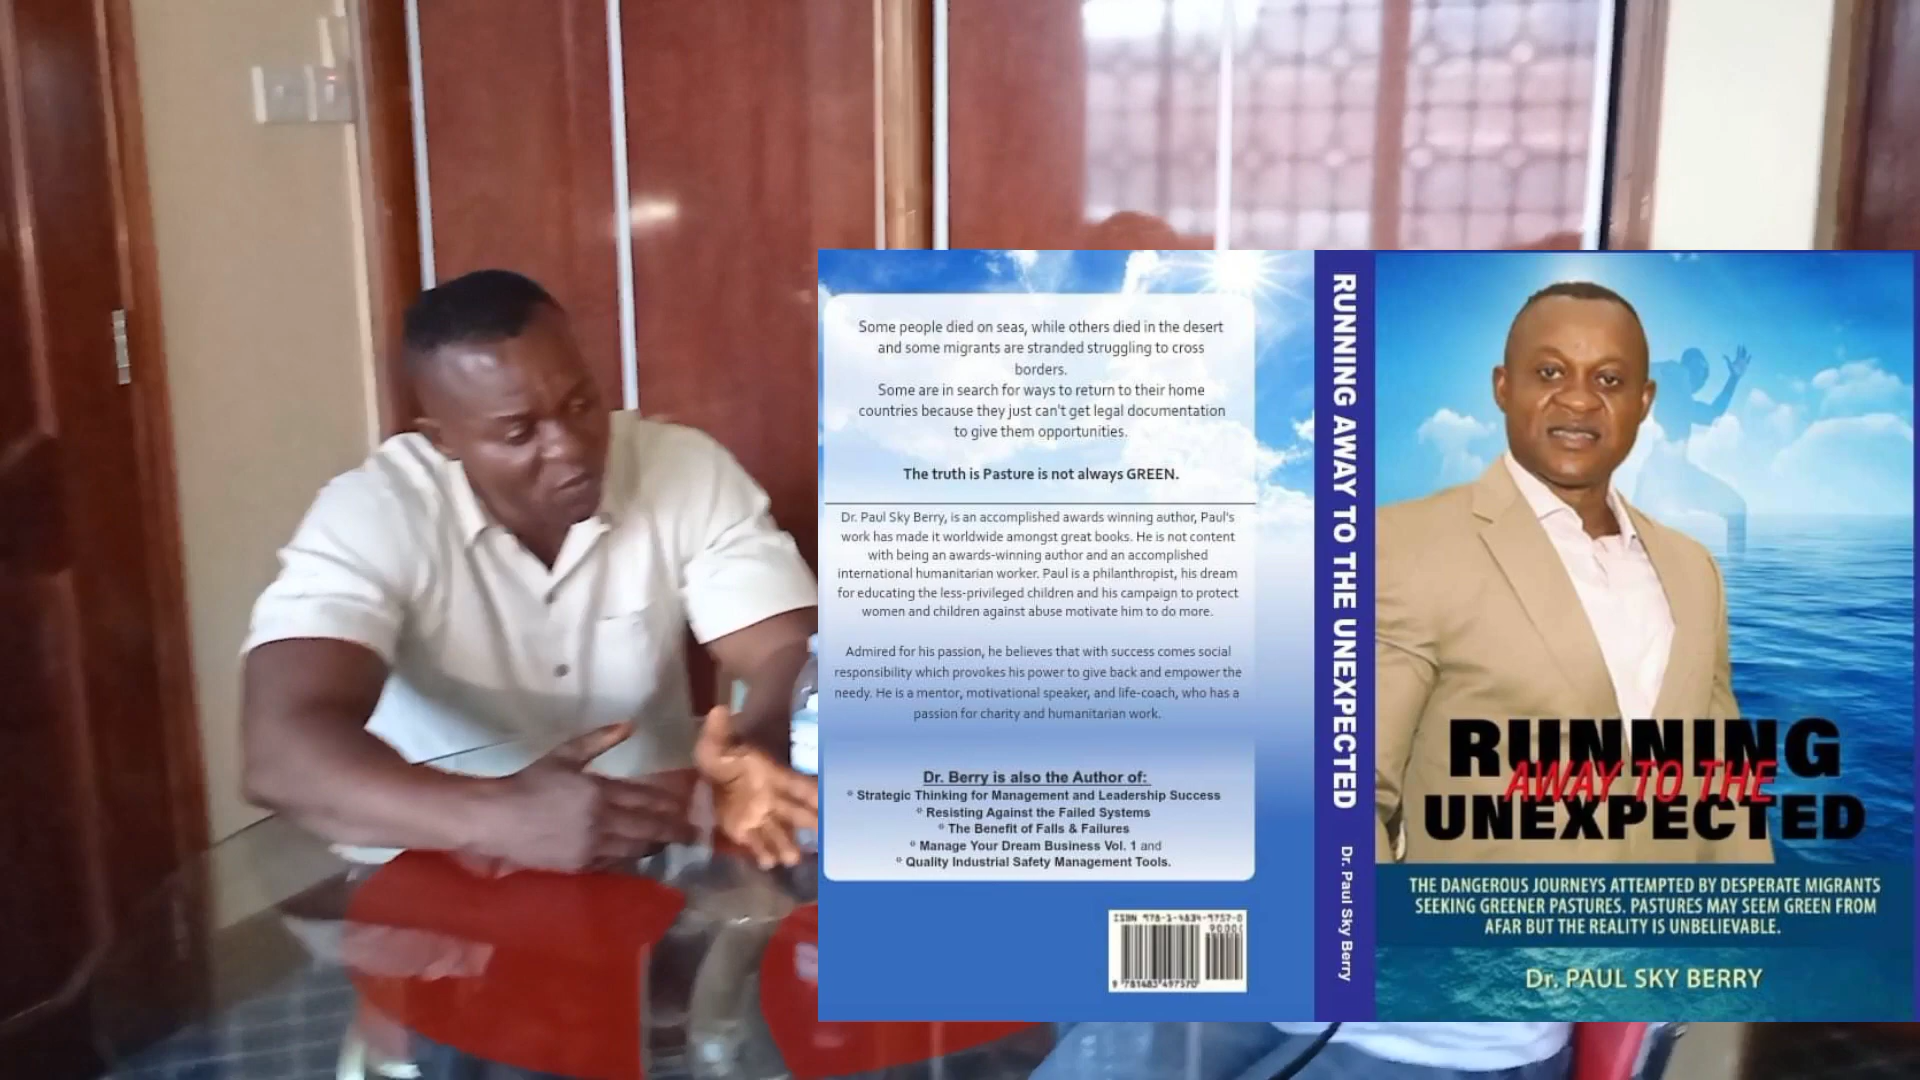 Some people died on seas, while others died in the desert
and some migrants are stranded struggling to cross
borders.
Some are in search for ways to return to their home
countries because they just can't get legal documentation
to give them opportunities.
The truth is Pasture is not always GREEN.
Dr. Paul Sky Berry, is an accomplished awards winning author, Paul's
work has made it worldwide amongst great books. He is not content
with being an awards-winning author and an accomplished
international humanitarian worker. Paul is a philanthropist, his dream
for educating the less-privileged children and his campaign to protect
women and children against abuse motivate him to do more.
Admired for his passion, he believes that with success comes social
responsibility which provokes his power to give back and empower the
needy. He is a mentor, motivational speaker, and life-coach, who has a
passion for charity and humanitarian work.
Dr. Berry is also the Author of:
° Strategic Thinking for Management and Leadership Success
° Resisting Against the Failed Systems
° The Benefit of Falls & Failures
° Manage Your Dream Business Vol. 1 and
° Quality Industrial Safety Management Tools.
ISBN 978-1-4834-9757-0
90000
9 781483 497570
RUNNING AWAY TO THE UNEXPECTED
Dr. Paul Sky Berry
RUNNING
AWAY TO THE
UNEXPECTED
THE DANGEROUS JOURNEYS ATTEMPTED BY DESPERATE MIGRANTS
SEEKING GREENER PASTURES. PASTURES MAY SEEM GREEN FROM
AFAR BUT THE REALITY IS UNBELIEVABLE.
Dr. PAUL SKY BERRY